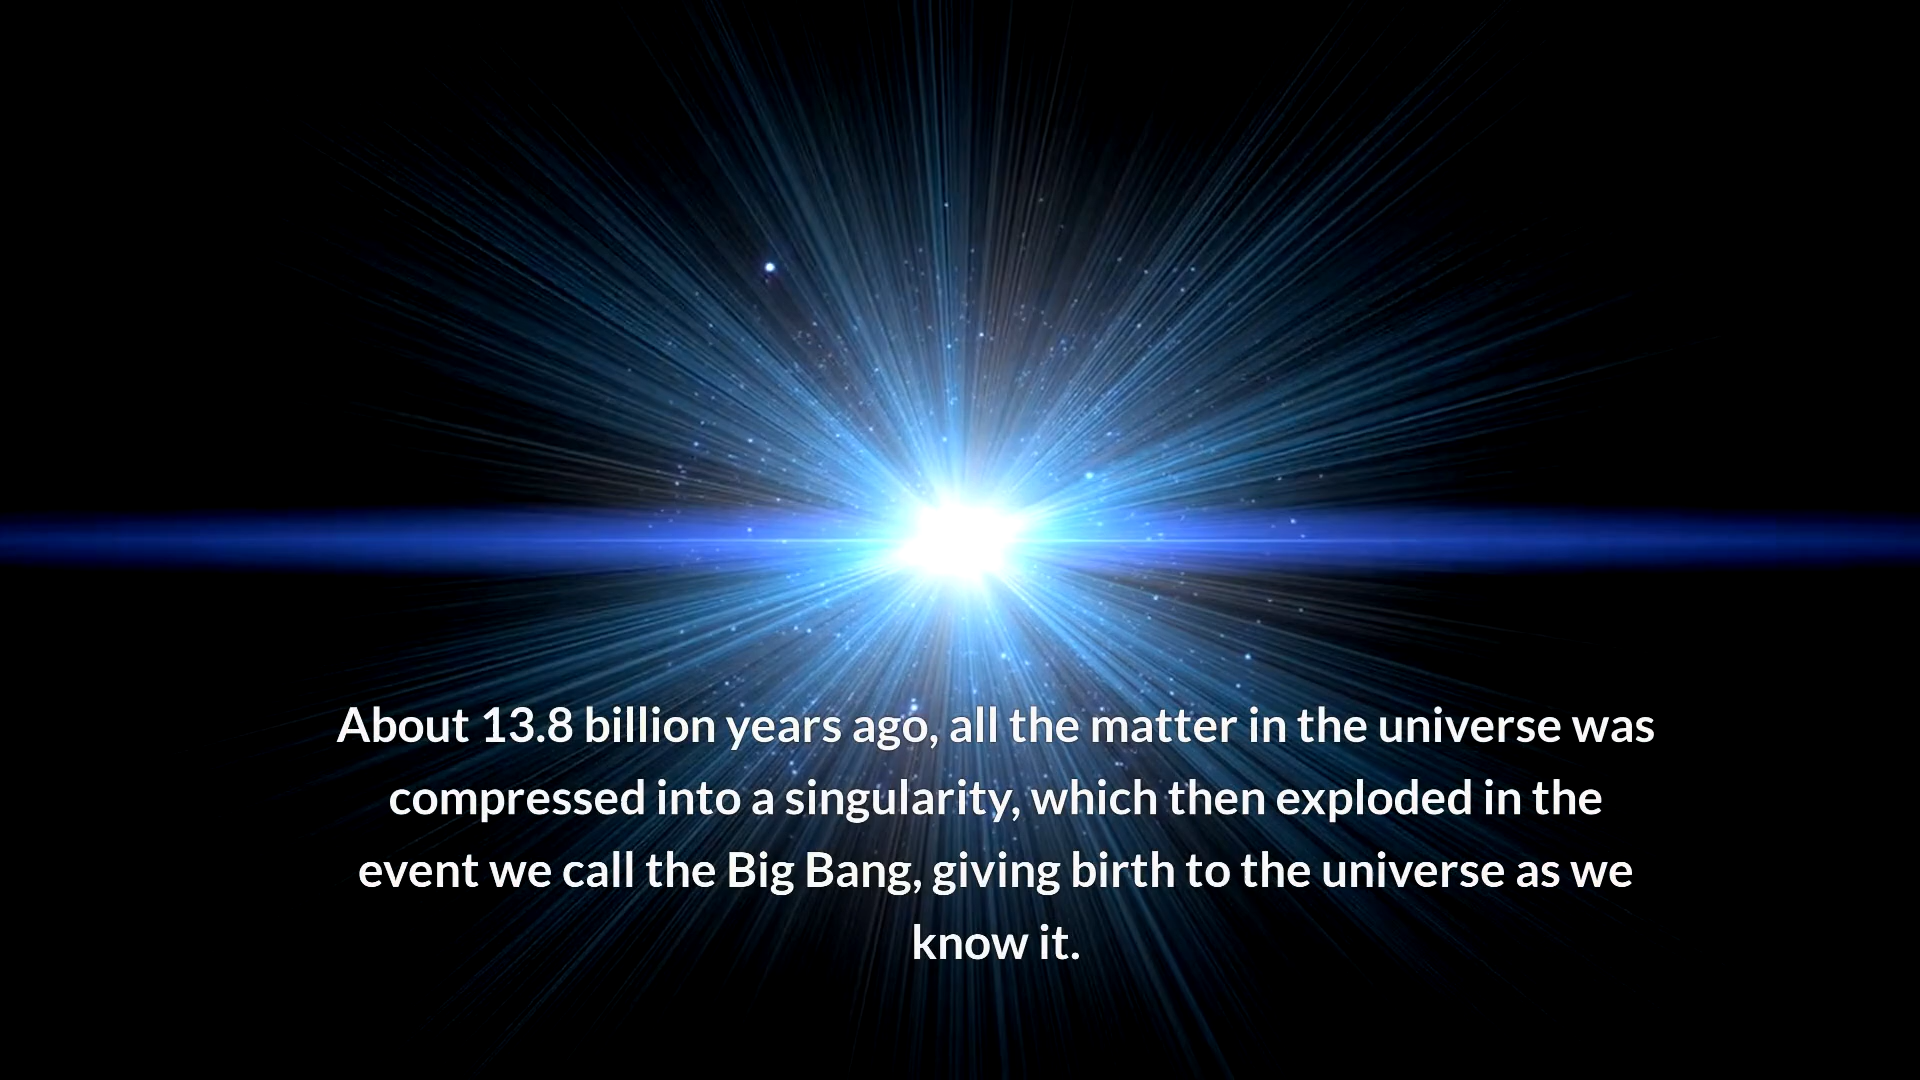 About 13.8 billion years ago, all the matter in the universe was
compressed into a singularity, which then exploded in the
event we call the Big Bang, giving birth to the universe as we
know it.